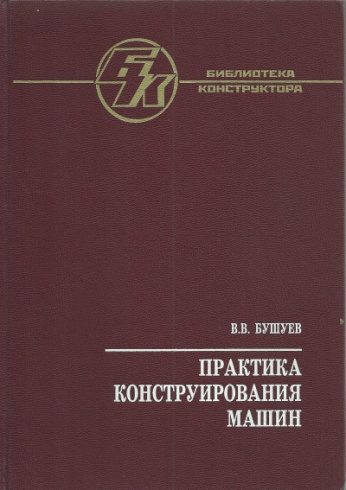 БК
БИБЛИОТЕКА
КОНСТРУКТОРА
В.В. БУШУЕВ
ПРАКТИКА
КОНСТРУИРОВАНИЯ
МАШИН